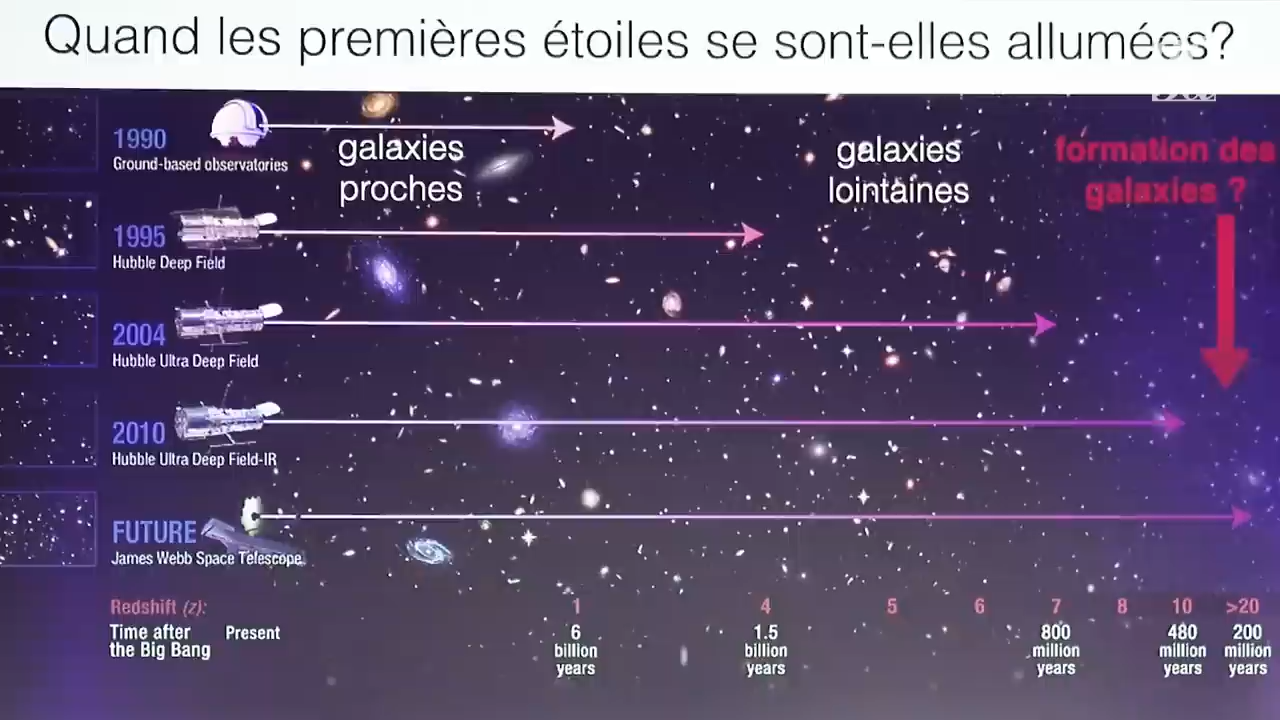 Quand les premières étoiles se sont-elles allumées?
1990
Ground-based observatories
galaxies
proches
galaxies
lointaines
formation des
galaxies ?
1995
Hubble Deep Field
2004
Hubble Ultra Deep Field
2010
Hubble Ultra Deep Field-IR
FUTURE
James Webb Space Telescope
Redshift (z): 1 4 5 6 7 8 10 >20
Time after
the Big Bang
Present
6
billion
years
1.5
billion
years
800
million
years
480
million
years
200
million
years